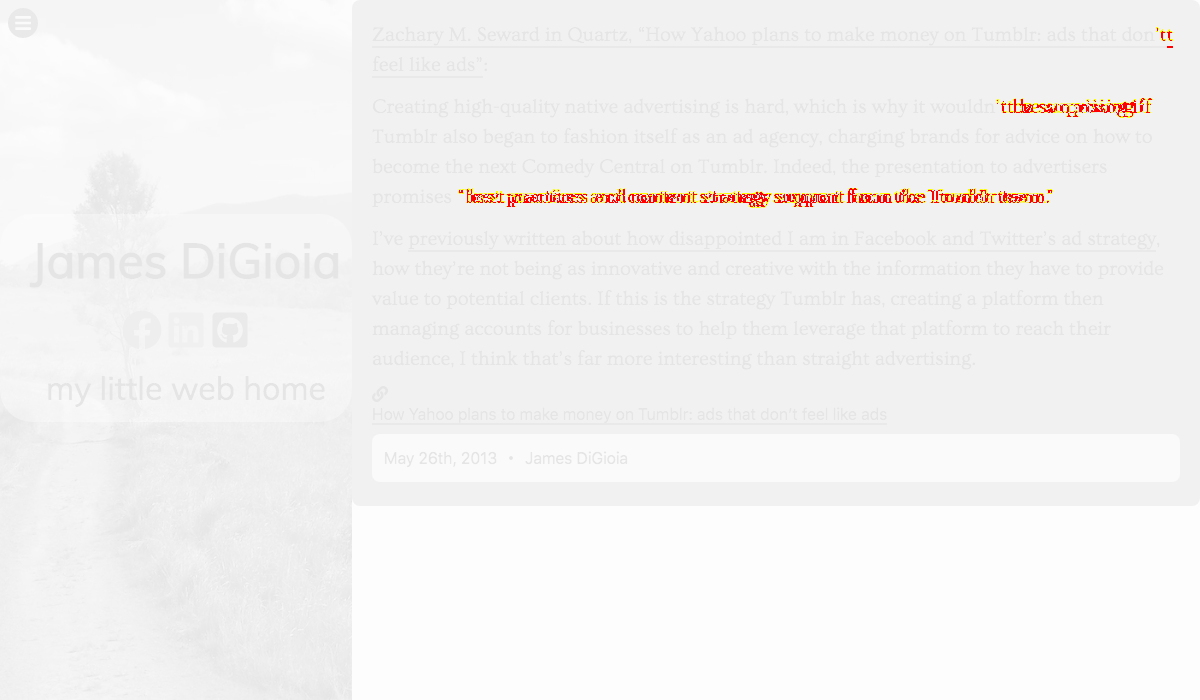 Zachary M. Seward in Quartz, “How Yahoo plans to make money on Tumblr: ads that don't
feel like ads”:
Creating high-quality native advertising is hard, which is why it wouldn't be surprising if
Tumblr also began to fashion itself as an ad agency, charging brands for advice on how to
become the next Comedy Central on Tumblr. Indeed, the presentation to advertisers
promises “best practices and content strategy support from the Tumblr team.”
I've previously written about how disappointed I am in Facebook and Twitter's ad strategy,
James DiGioia
how they're not being as innovative and creative with the information they have to provide
value to potential clients. If this is the strategy Tumblr has, creating a platform then
managing accounts for businesses to help them leverage that platform to reach their
audience, I think that's far more interesting than straight advertising.
my little web home
How Yahoo plans to make money on Tumblr: ads that don't feel like ads
May 26th, 2013 • James DiGioia